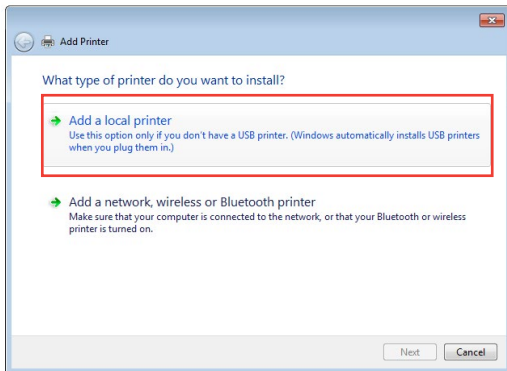 Add Printer
What type of printer do you want to install?
Add a local printer
Use this option only if you don't have a USB printer. (Windows automatically installs USB printers
when you plug them in.)
Add a network, wireless or Bluetooth printer
Make sure that your computer is connected to the network, or that your Bluetooth or wireless
printer is turned on.
Next Cancel